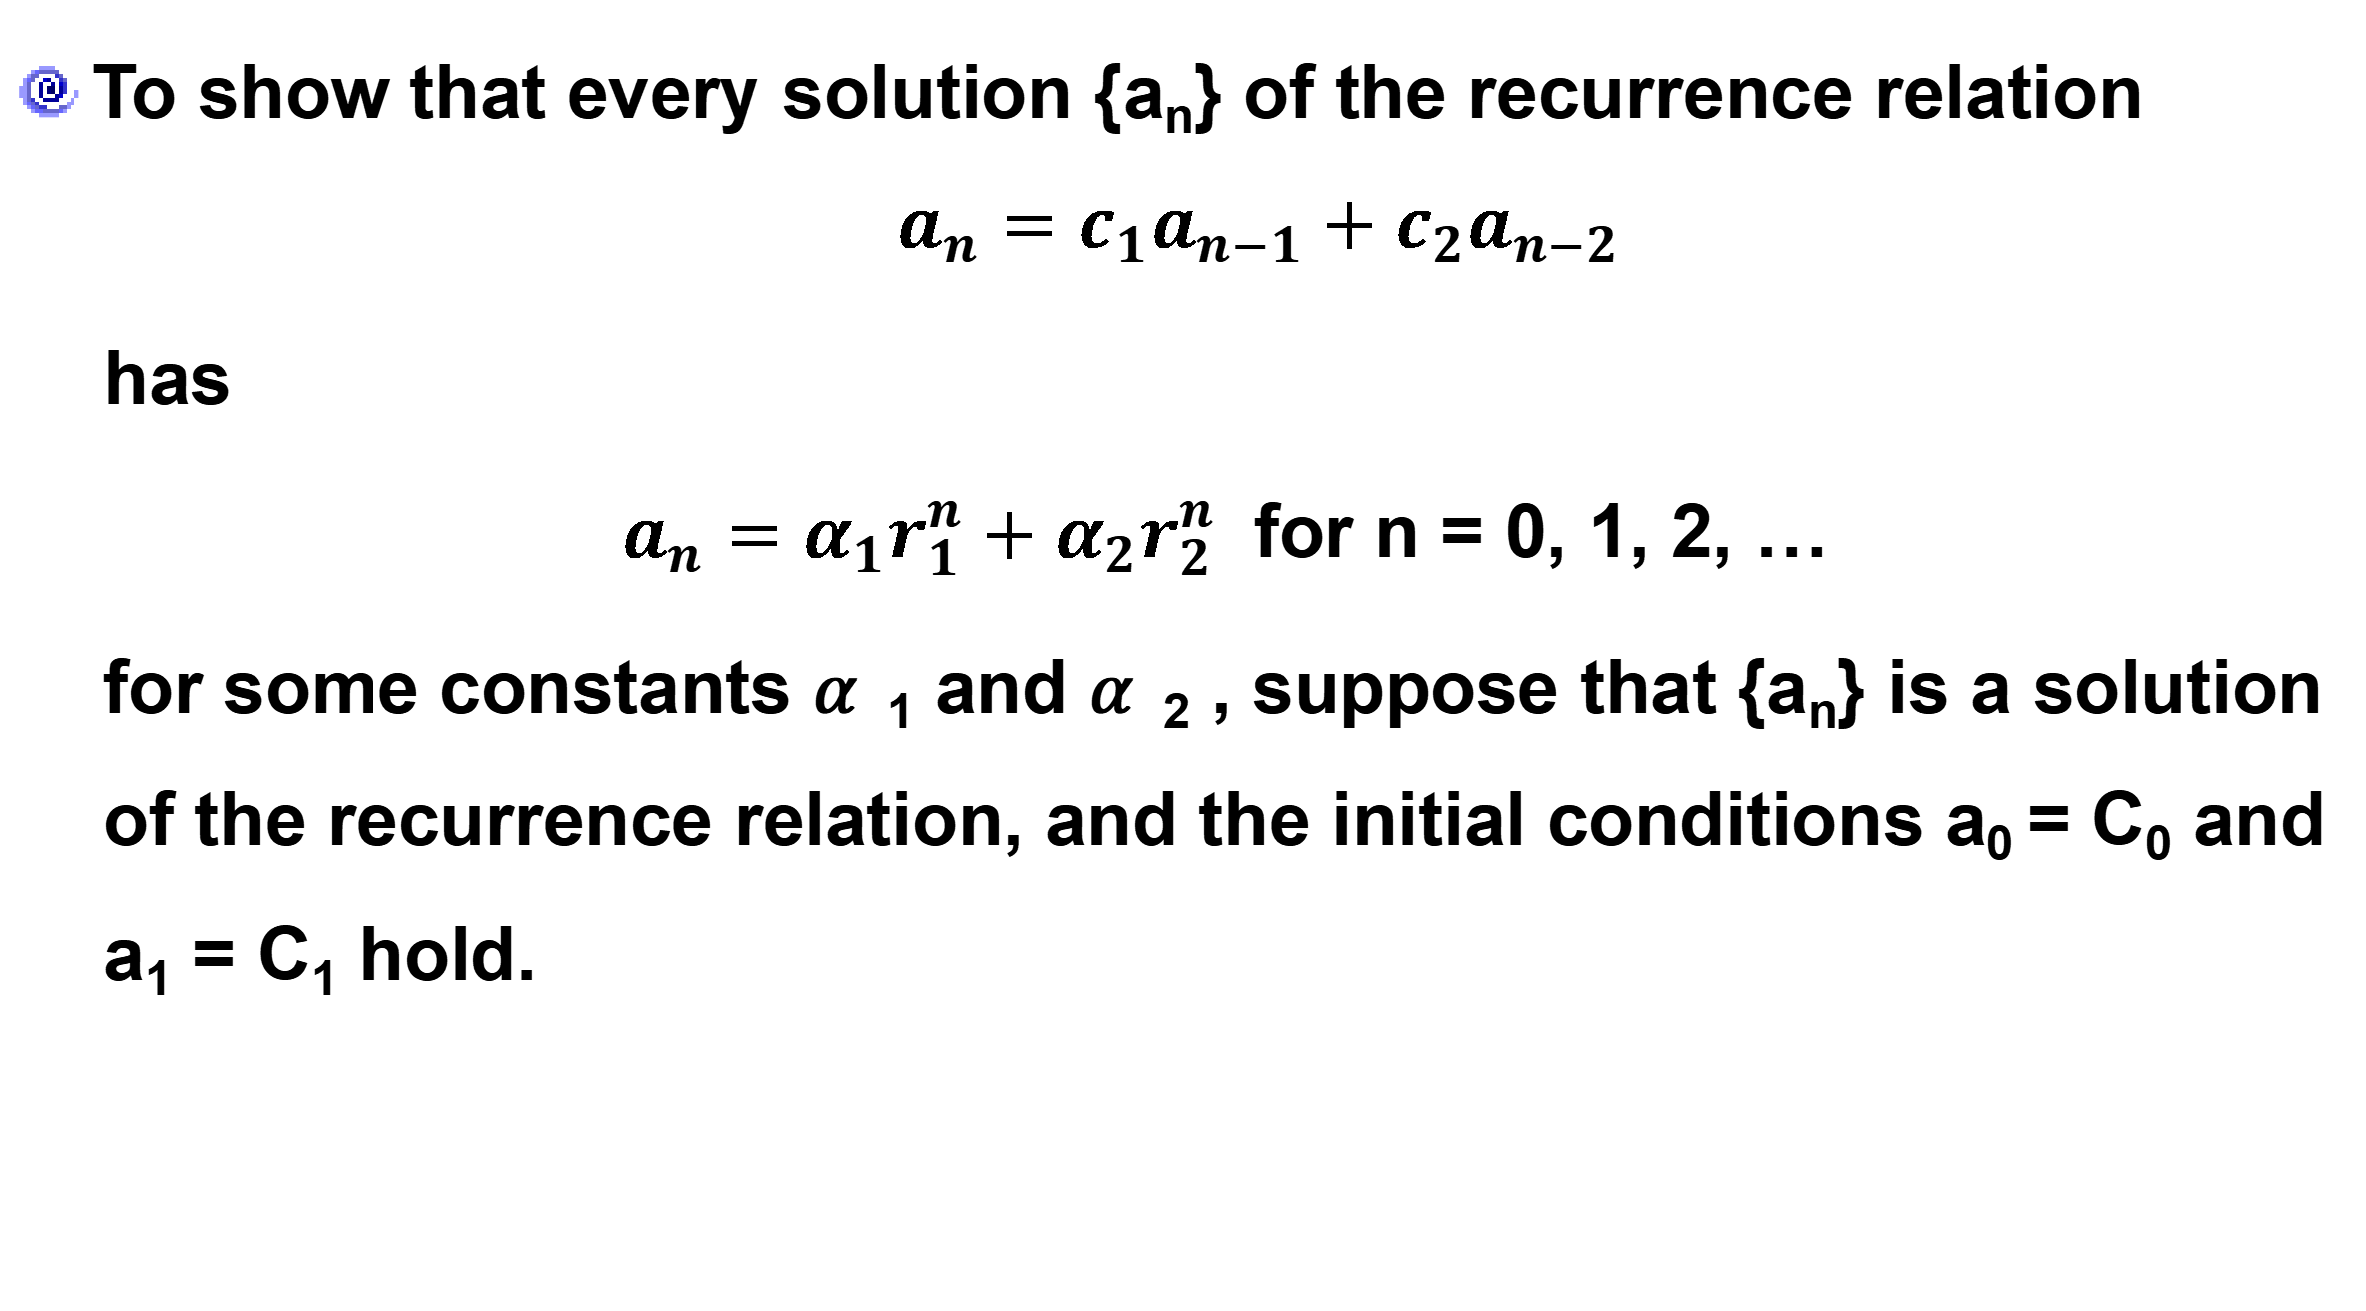 To show that every solution {aₙ} of the recurrence relation
𝒂ₙ = 𝒄₁𝒂ₙ₋₁ + 𝒄₂𝒂ₙ₋₂
has
𝒂ₙ = 𝜶₁𝒓₁ⁿ + 𝜶₂𝒓₂ⁿ for n = 0, 1, 2, …
for some constants 𝛼 ₁ and 𝛼 ₂ , suppose that {aₙ} is a solution
of the recurrence relation, and the initial conditions a₀ = C₀ and
a₁ = C₁ hold.